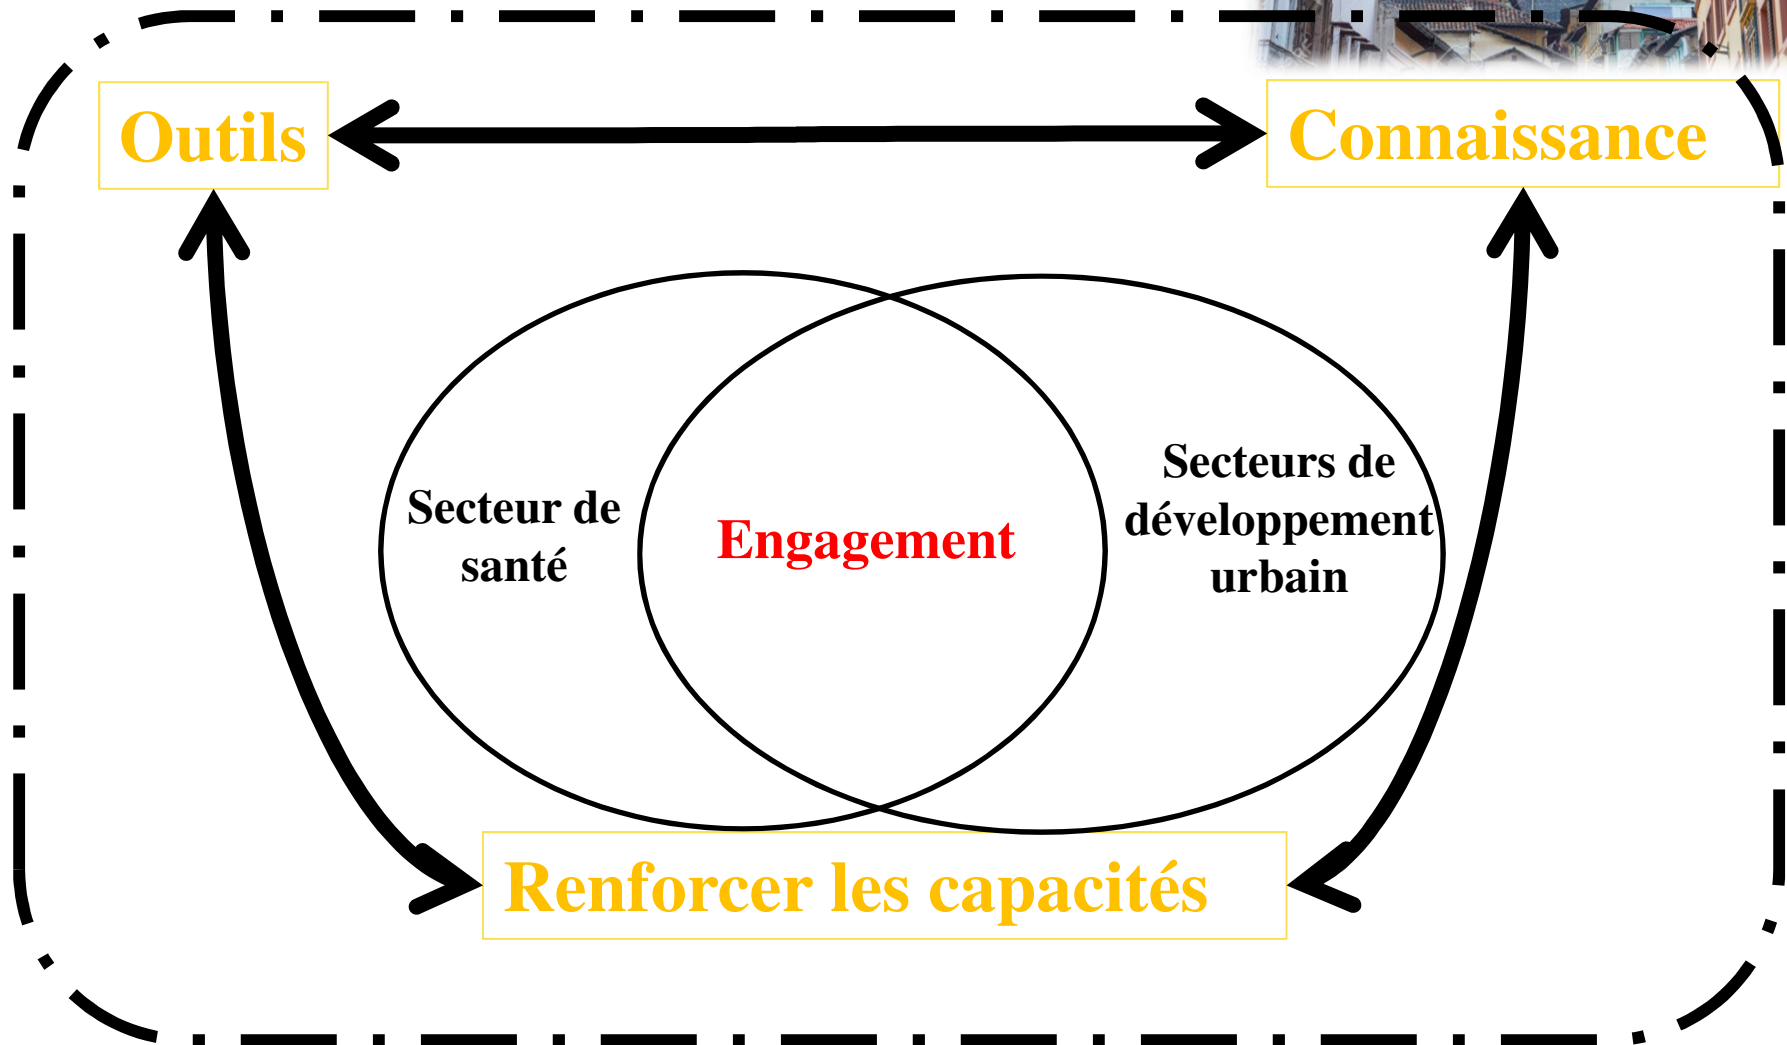 Outils
Connaissance
Secteur de
santé
Engagement
Secteurs de
développement
urbain
Renforcer les capacités